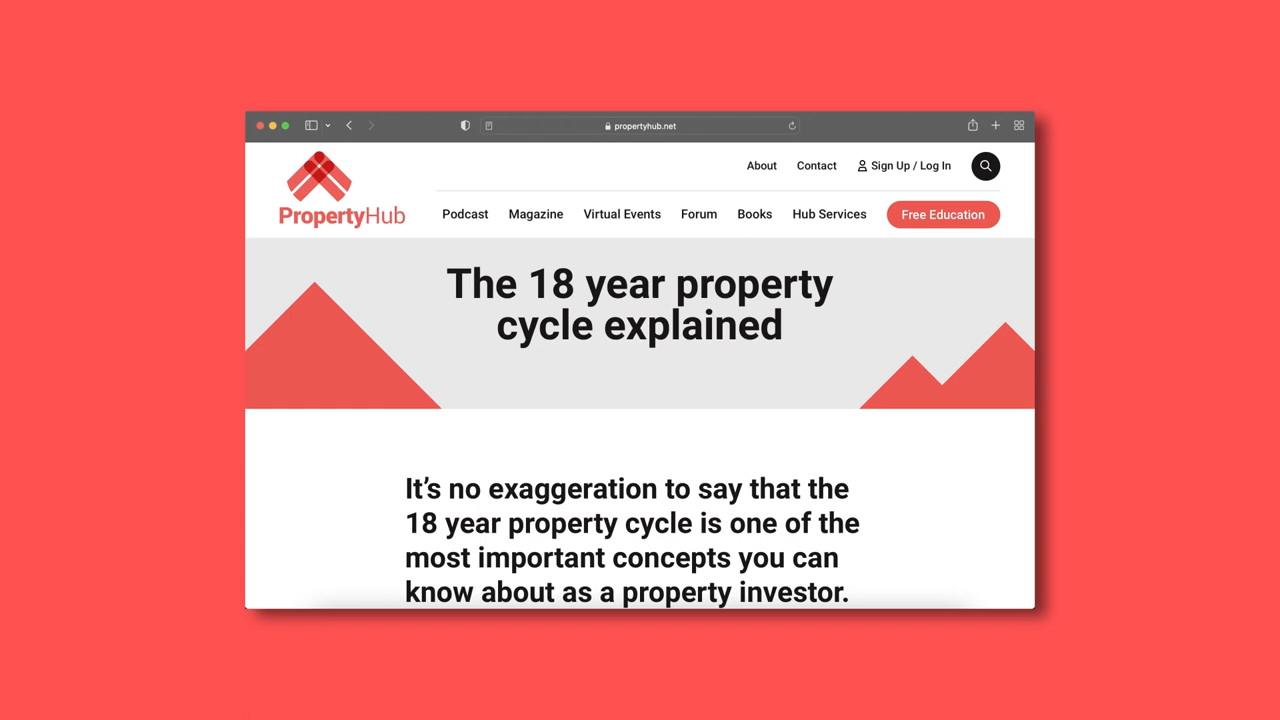 propertyhub.net
About Contact Sign Up / Log In
PropertyHub
Podcast Magazine Virtual Events Forum Books Hub Services Free Education
The 18 year property
cycle explained
It’s no exaggeration to say that the
18 year property cycle is one of the
most important concepts you can
know about as a property investor.